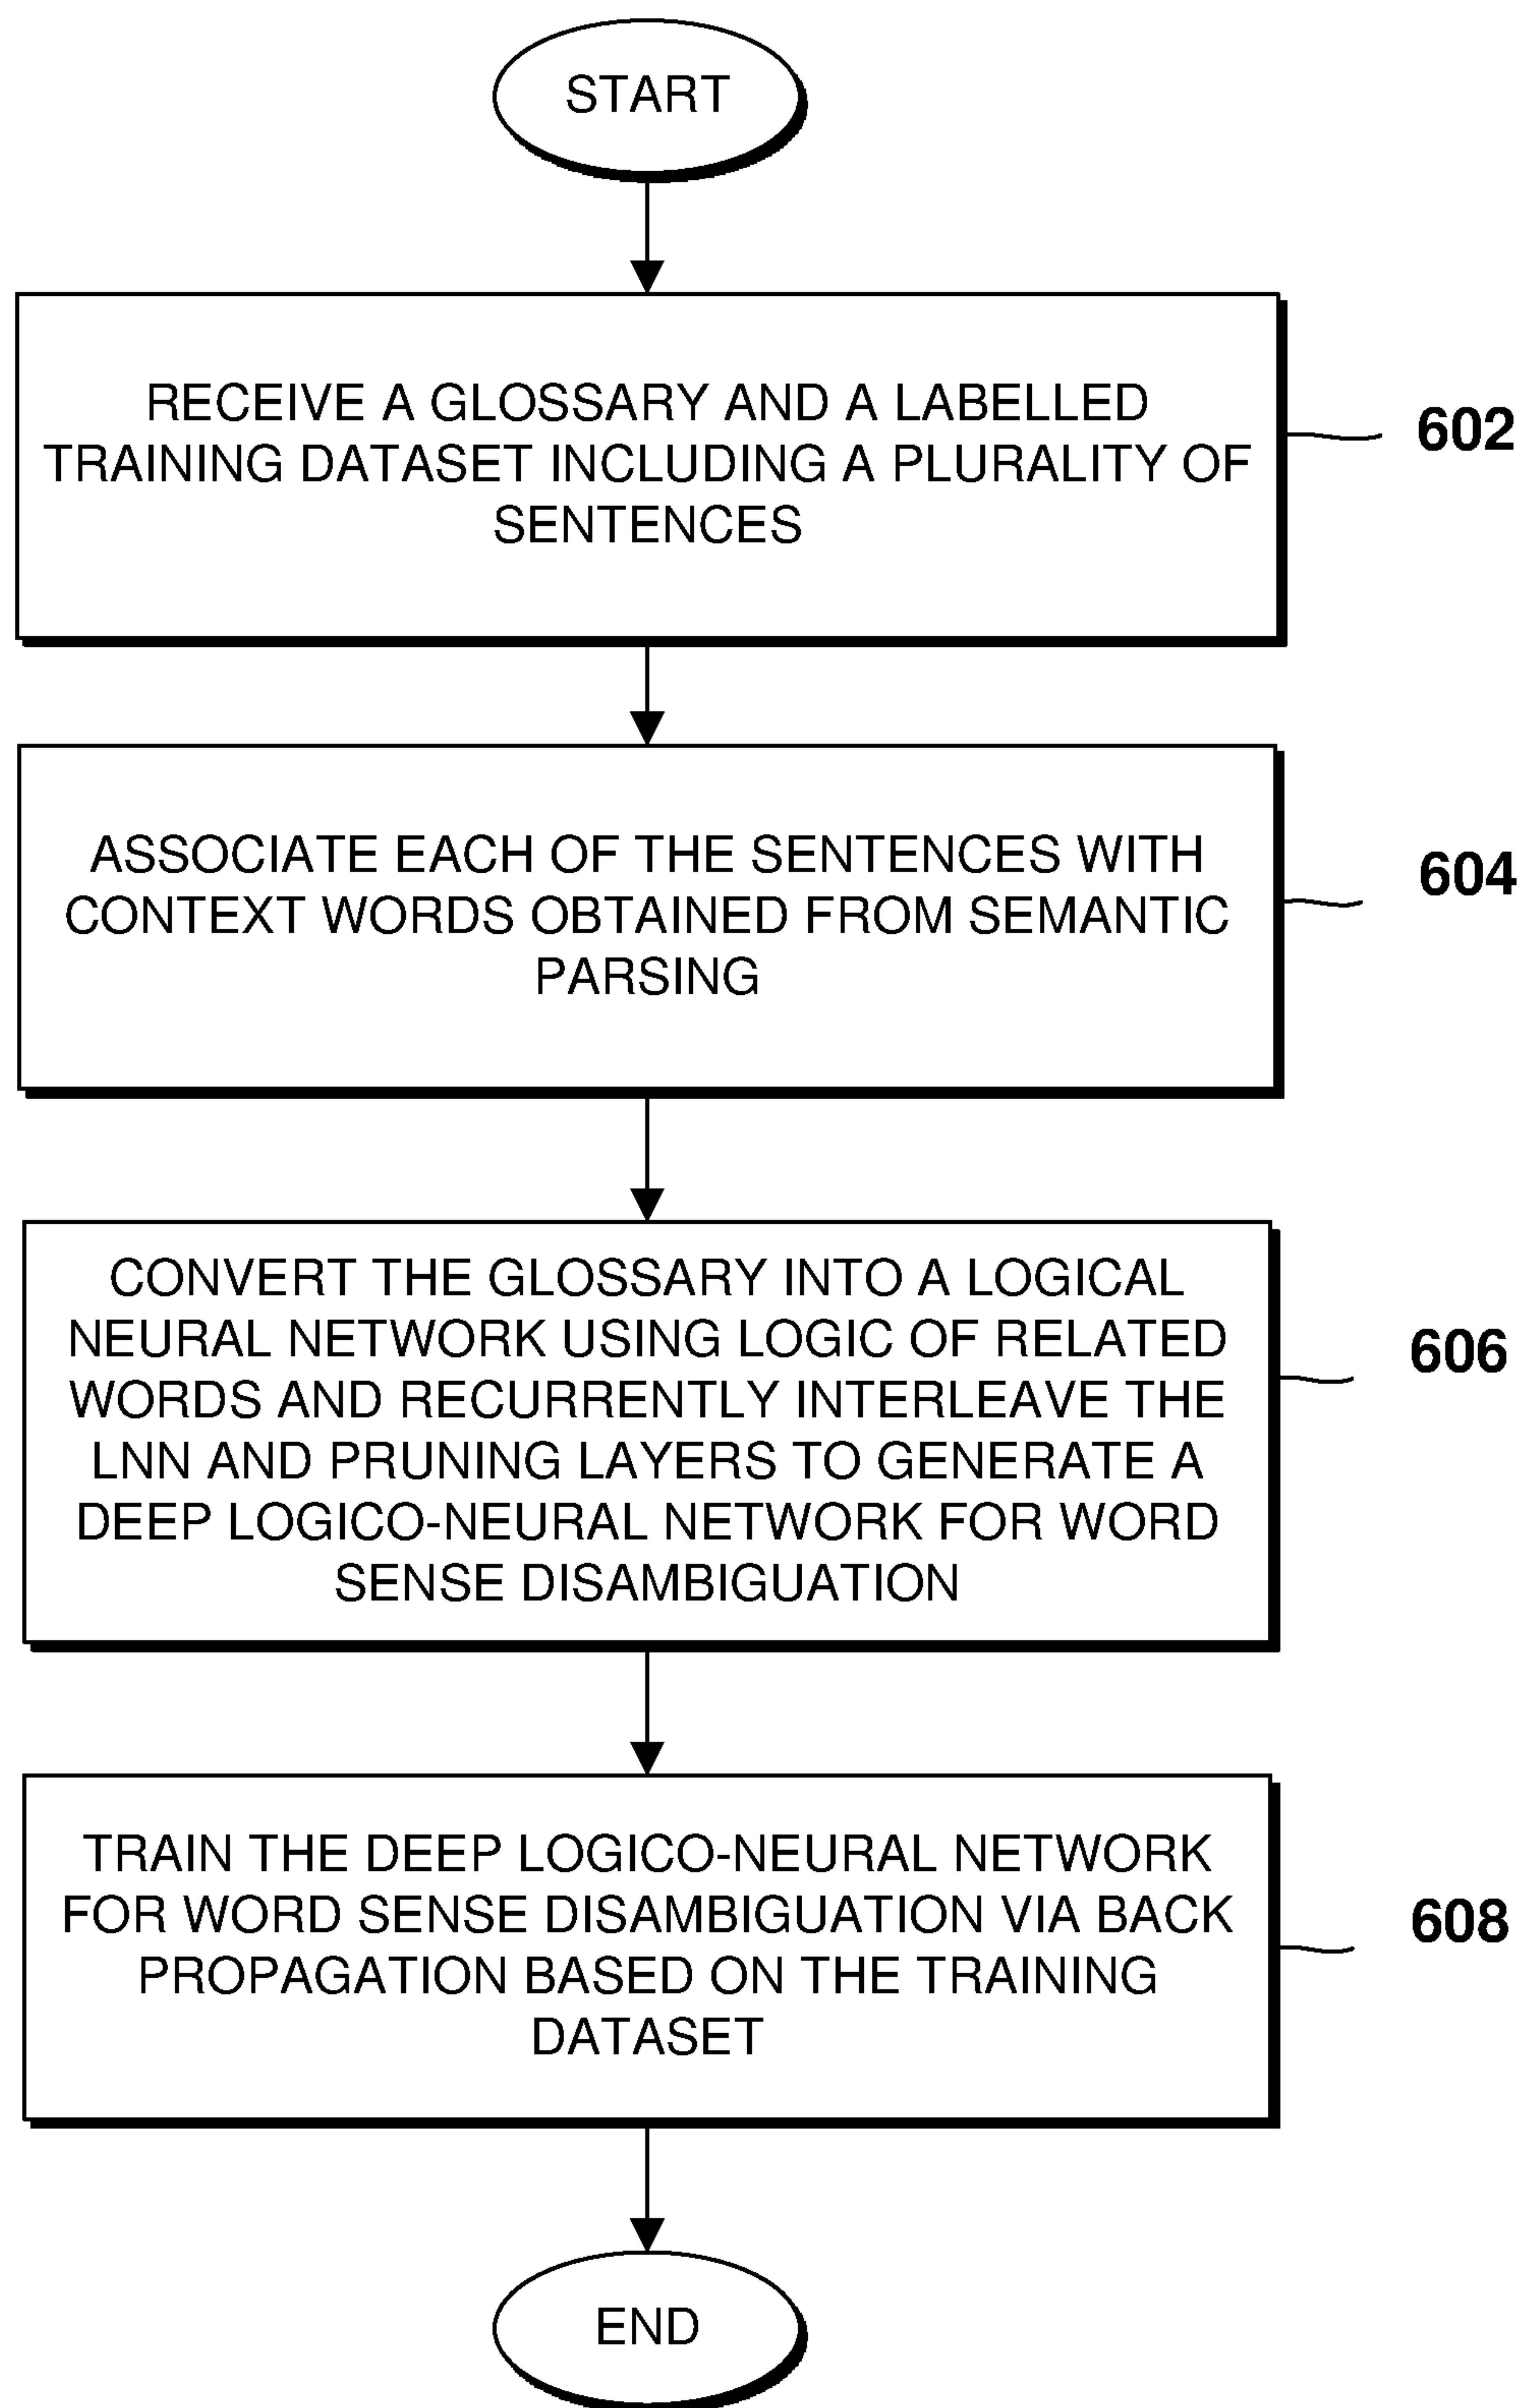 START
RECEIVE A GLOSSARY AND A LABELLED
TRAINING DATASET INCLUDING A PLURALITY OF
SENTENCES
602
ASSOCIATE EACH OF THE SENTENCES WITH
CONTEXT WORDS OBTAINED FROM SEMANTIC
PARSING
604
CONVERT THE GLOSSARY INTO A LOGICAL
NEURAL NETWORK USING LOGIC OF RELATED
WORDS AND RECURRENTLY INTERLEAVE THE
LNN AND PRUNING LAYERS TO GENERATE A
DEEP LOGICO-NEURAL NETWORK FOR WORD
SENSE DISAMBIGUATION
606
TRAIN THE DEEP LOGICO-NEURAL NETWORK
FOR WORD SENSE DISAMBIGUATION VIA BACK
PROPAGATION BASED ON THE TRAINING
DATASET
608
END